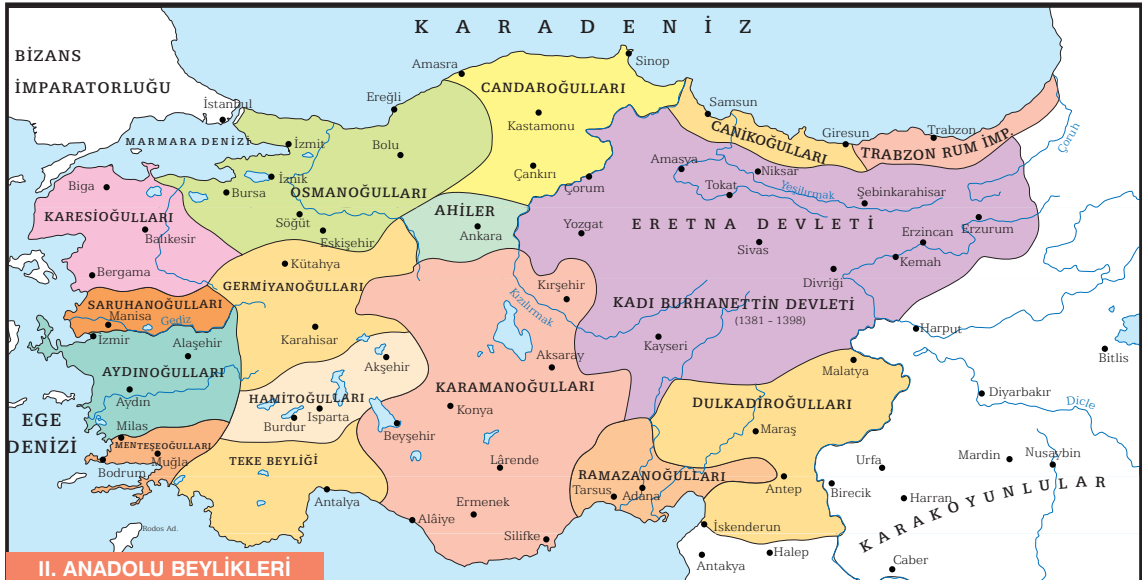 K A R A D E N İ Z
BİZANS
İMPARATORLUĞU
Sinop
Amasra
CANDAROĞULLARI
İstanbul
Ereğli
Kastamonu
Samsun
MARMARA DENİZİ
İzmit
Bolu
CANİKOĞULLARI
Giresun
Trabzon
TRABZON RUM İMP.
Çoruh
Biga
İznik
Bursa
OSMANOĞULLARI
Çankırı
Çorum
Amasya
Niksar
Tokat
Yeşilırmak
Şebinkarahisar
KARESİOĞULLARI
Balıkesir
Söğüt
Eskişehir
AHİLER
Ankara
Yozgat
ERETNA DEVLETİ
Sivas
Erzincan
Erzurum
Kemah
Bergama
Kütahya
GERMİYANOĞULLARI
Divriği
Kırşehir
Kızılırmak
KADI BURHANETTİN DEVLETİ
(1381 – 1398)
SARUHANOĞULLARI
Manisa
Gediz
İzmir
Alaşehir
Karahisar
Kayseri
Harput
Bitlis
AYDINOĞULLARI
Akşehir
Aksaray
Malatya
Aydın
HAMİTOĞULLARI
Isparta
Burdur
KARAMANOĞULLARI
Konya
DULKADİROĞULLARI
Diyarbakır
Dicle
EGE
DENİZİ
Milas
MENTEŞEOĞULLARI
Muğla
Bodrum
Beyşehir
Maraş
TEKE BEYLİĞİ
Lârende
RAMAZANOĞULLARI
Urfa
Mardin
Nusaybin
Antalya
Tarsus
Adana
Antep
Birecik
Harran
KARAKOYUNLULAR
Rodos Ad.
Alâiye
Ermenek
Silifke
İskenderun
Antakya
Halep
Caber
II. ANADOLU BEYLİKLERİ